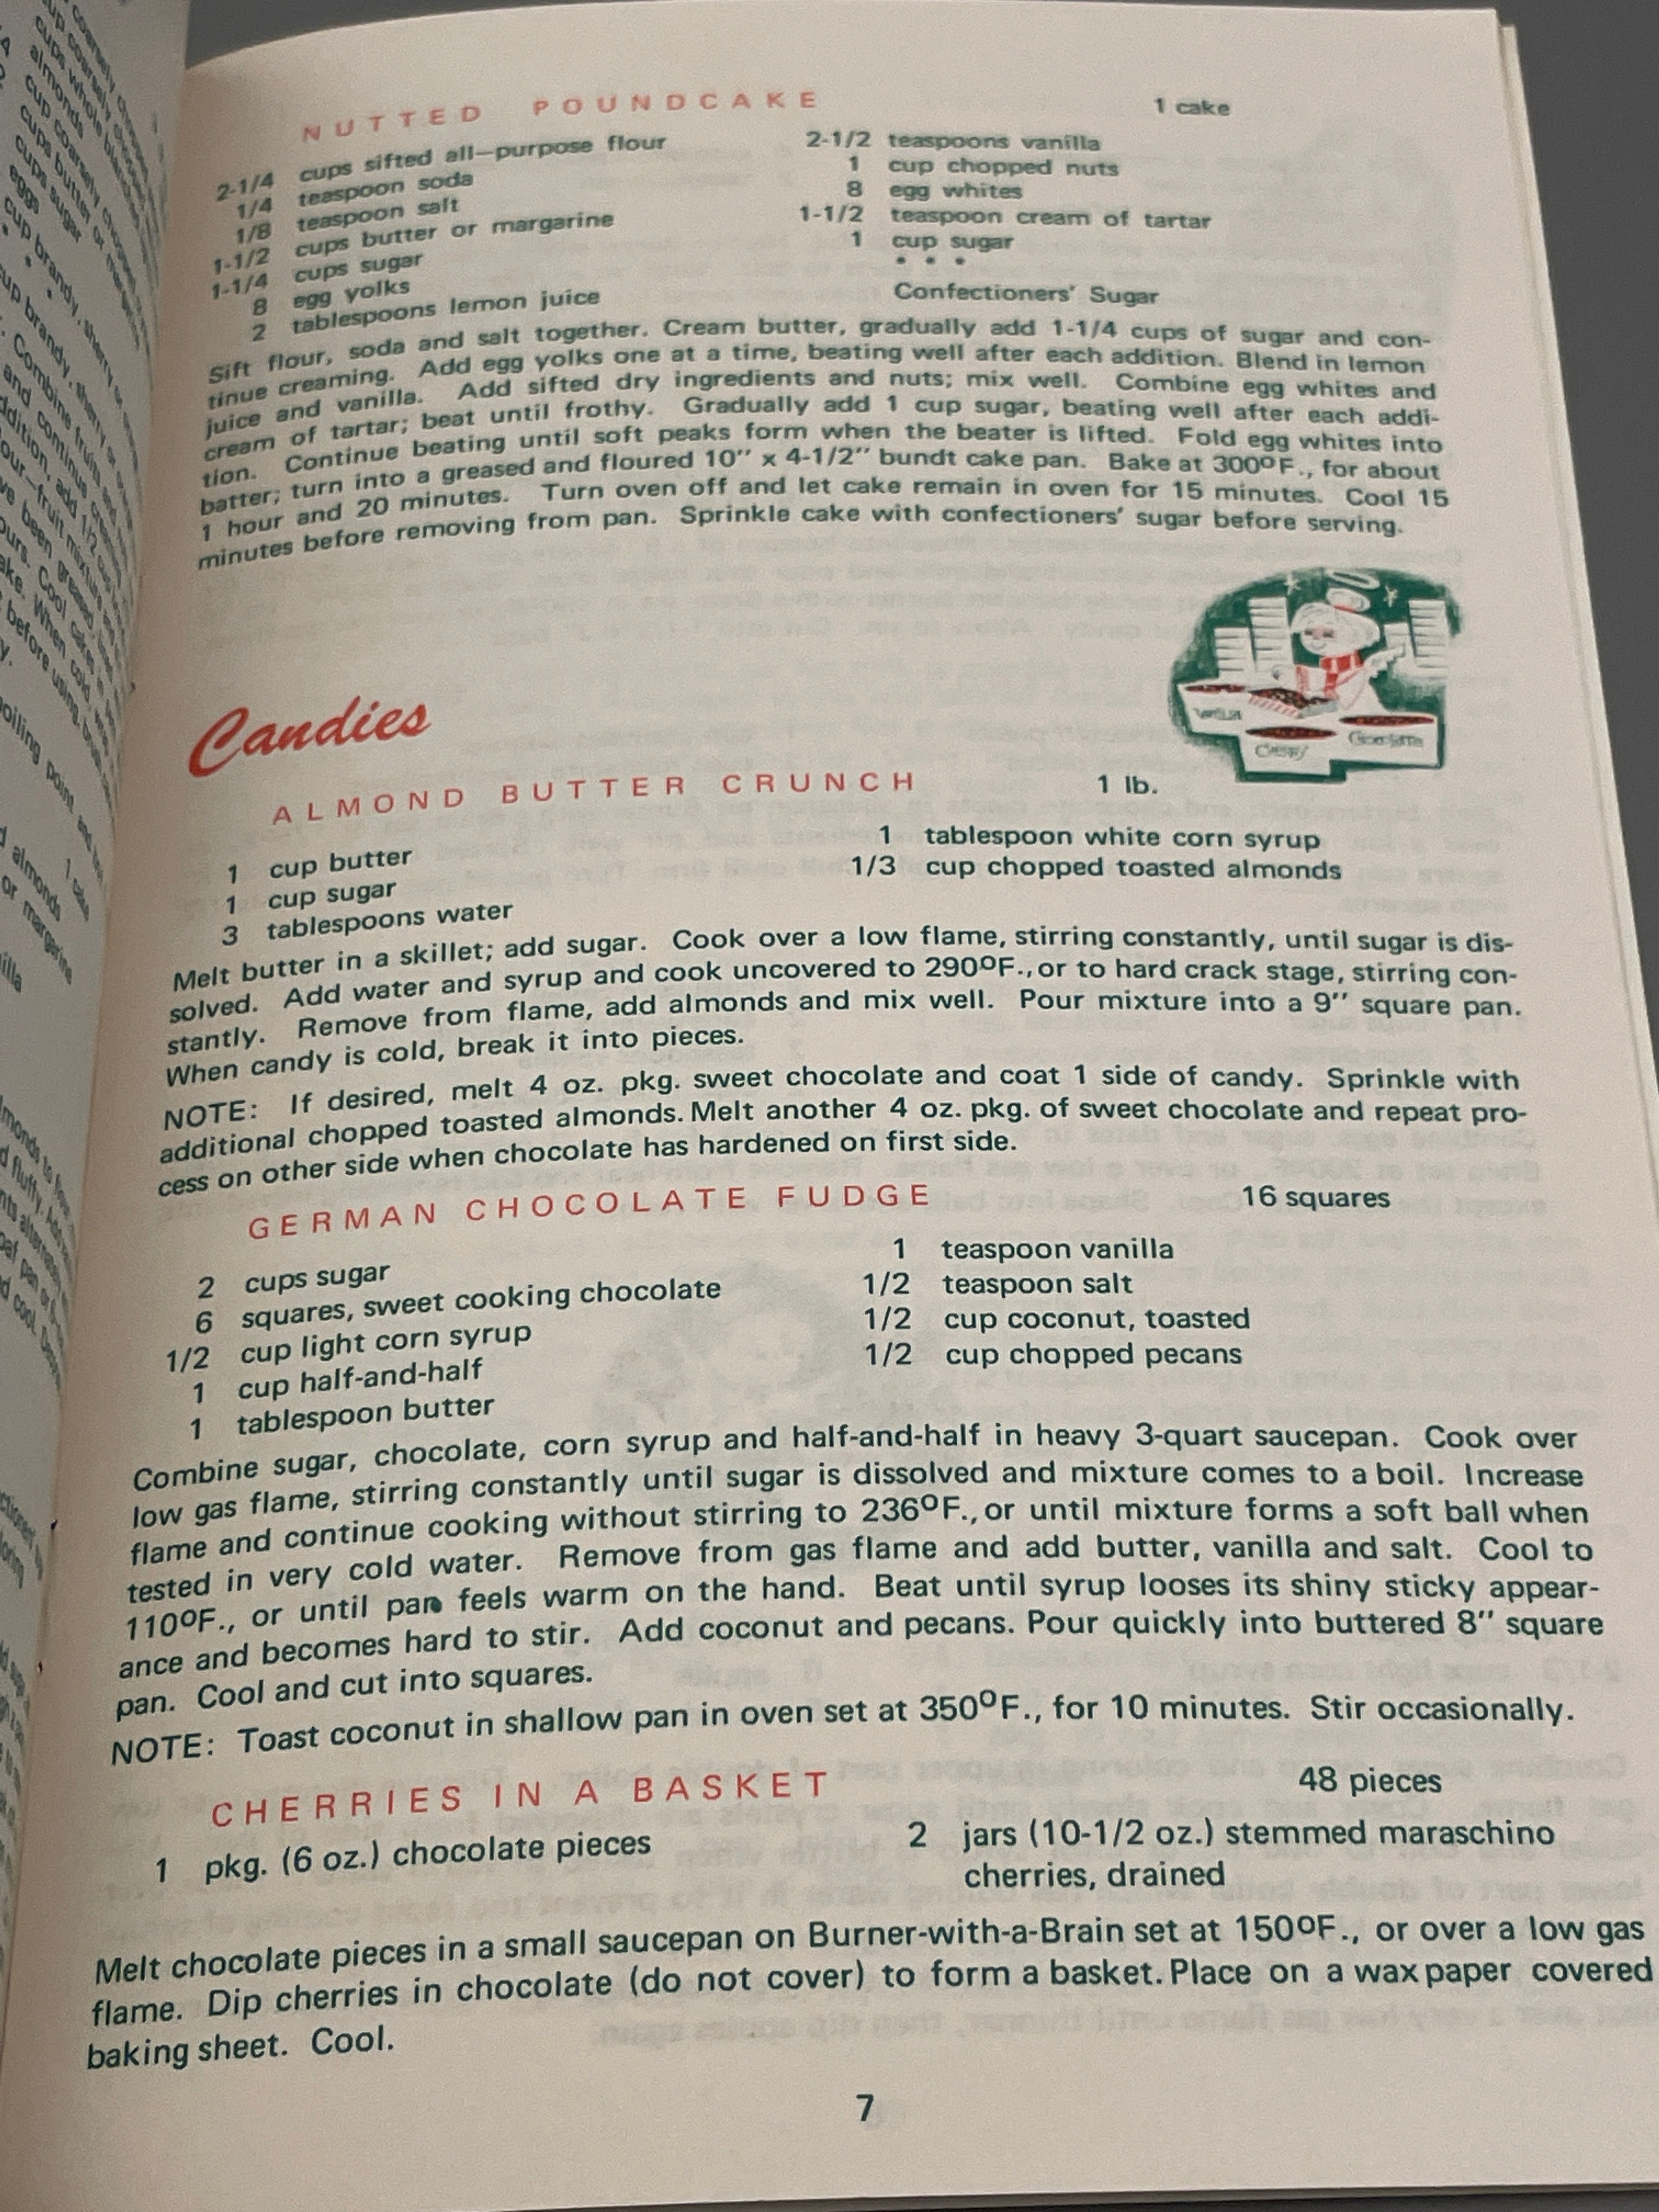 NUTTED POUNDCAKE 1 cake
2-1/4 cups sifted all-purpose flour
1/4 teaspoon soda
1/8 teaspoon salt
1-1/2 cups butter or margarine
1-1/4 cups sugar
8 egg yolks
2 tablespoons lemon juice
2-1/2 teaspoons vanilla
1 cup chopped nuts
8 egg whites
1-1/2 teaspoon cream of tartar
1 cup sugar
• • •
Confectioners' Sugar
Sift flour, soda and salt together. Cream butter, gradually add 1-1/4 cups of sugar and con-
tinue creaming. Add egg yolks one at a time, beating well after each addition. Blend in lemon
juice and vanilla. Add sifted dry ingredients and nuts; mix well. Combine egg whites and
cream of tartar; beat until frothy. Gradually add 1 cup sugar, beating well after each addi-
tion. Continue beating until soft peaks form when the beater is lifted. Fold egg whites into
batter; turn into a greased and floured 10" x 4-1/2" bundt cake pan. Bake at 300°F., for about
1 hour and 20 minutes. Turn oven off and let cake remain in oven for 15 minutes. Cool 15
minutes before removing from pan. Sprinkle cake with confectioners' sugar before serving.
Candies
ALMOND BUTTER CRUNCH 1 lb.
1 cup butter
1 cup sugar
3 tablespoons water
1 tablespoon white corn syrup
1/3 cup chopped toasted almonds
Melt butter in a skillet; add sugar. Cook over a low flame, stirring constantly, until sugar is dis-
solved. Add water and syrup and cook uncovered to 290°F., or to hard crack stage, stirring con-
stantly. Remove from flame, add almonds and mix well. Pour mixture into a 9" square pan.
When candy is cold, break it into pieces.
NOTE: If desired, melt 4 oz. pkg. sweet chocolate and coat 1 side of candy. Sprinkle with
additional chopped toasted almonds. Melt another 4 oz. pkg. of sweet chocolate and repeat pro-
cess on other side when chocolate has hardened on first side.
GERMAN CHOCOLATE FUDGE 16 squares
2 cups sugar
6 squares, sweet cooking chocolate
1/2 cup light corn syrup
1 cup half-and-half
1 tablespoon butter
1 teaspoon vanilla
1/2 teaspoon salt
1/2 cup coconut, toasted
1/2 cup chopped pecans
Combine sugar, chocolate, corn syrup and half-and-half in heavy 3-quart saucepan. Cook over
low gas flame, stirring constantly until sugar is dissolved and mixture comes to a boil. Increase
flame and continue cooking without stirring to 236°F., or until mixture forms a soft ball when
tested in very cold water. Remove from gas flame and add butter, vanilla and salt. Cool to
110°F., or until pan feels warm on the hand. Beat until syrup looses its shiny sticky appear-
ance and becomes hard to stir. Add coconut and pecans. Pour quickly into buttered 8" square
pan. Cool and cut into squares.
NOTE: Toast coconut in shallow pan in oven set at 350°F., for 10 minutes. Stir occasionally.
CHERRIES IN A BASKET 48 pieces
1 pkg. (6 oz.) chocolate pieces
2 jars (10-1/2 oz.) stemmed maraschino
cherries, drained
Melt chocolate pieces in a small saucepan on Burner-with-a-Brain set at 150°F., or over a low gas
flame. Dip cherries in chocolate (do not cover) to form a basket. Place on a wax paper covered
baking sheet. Cool.
7